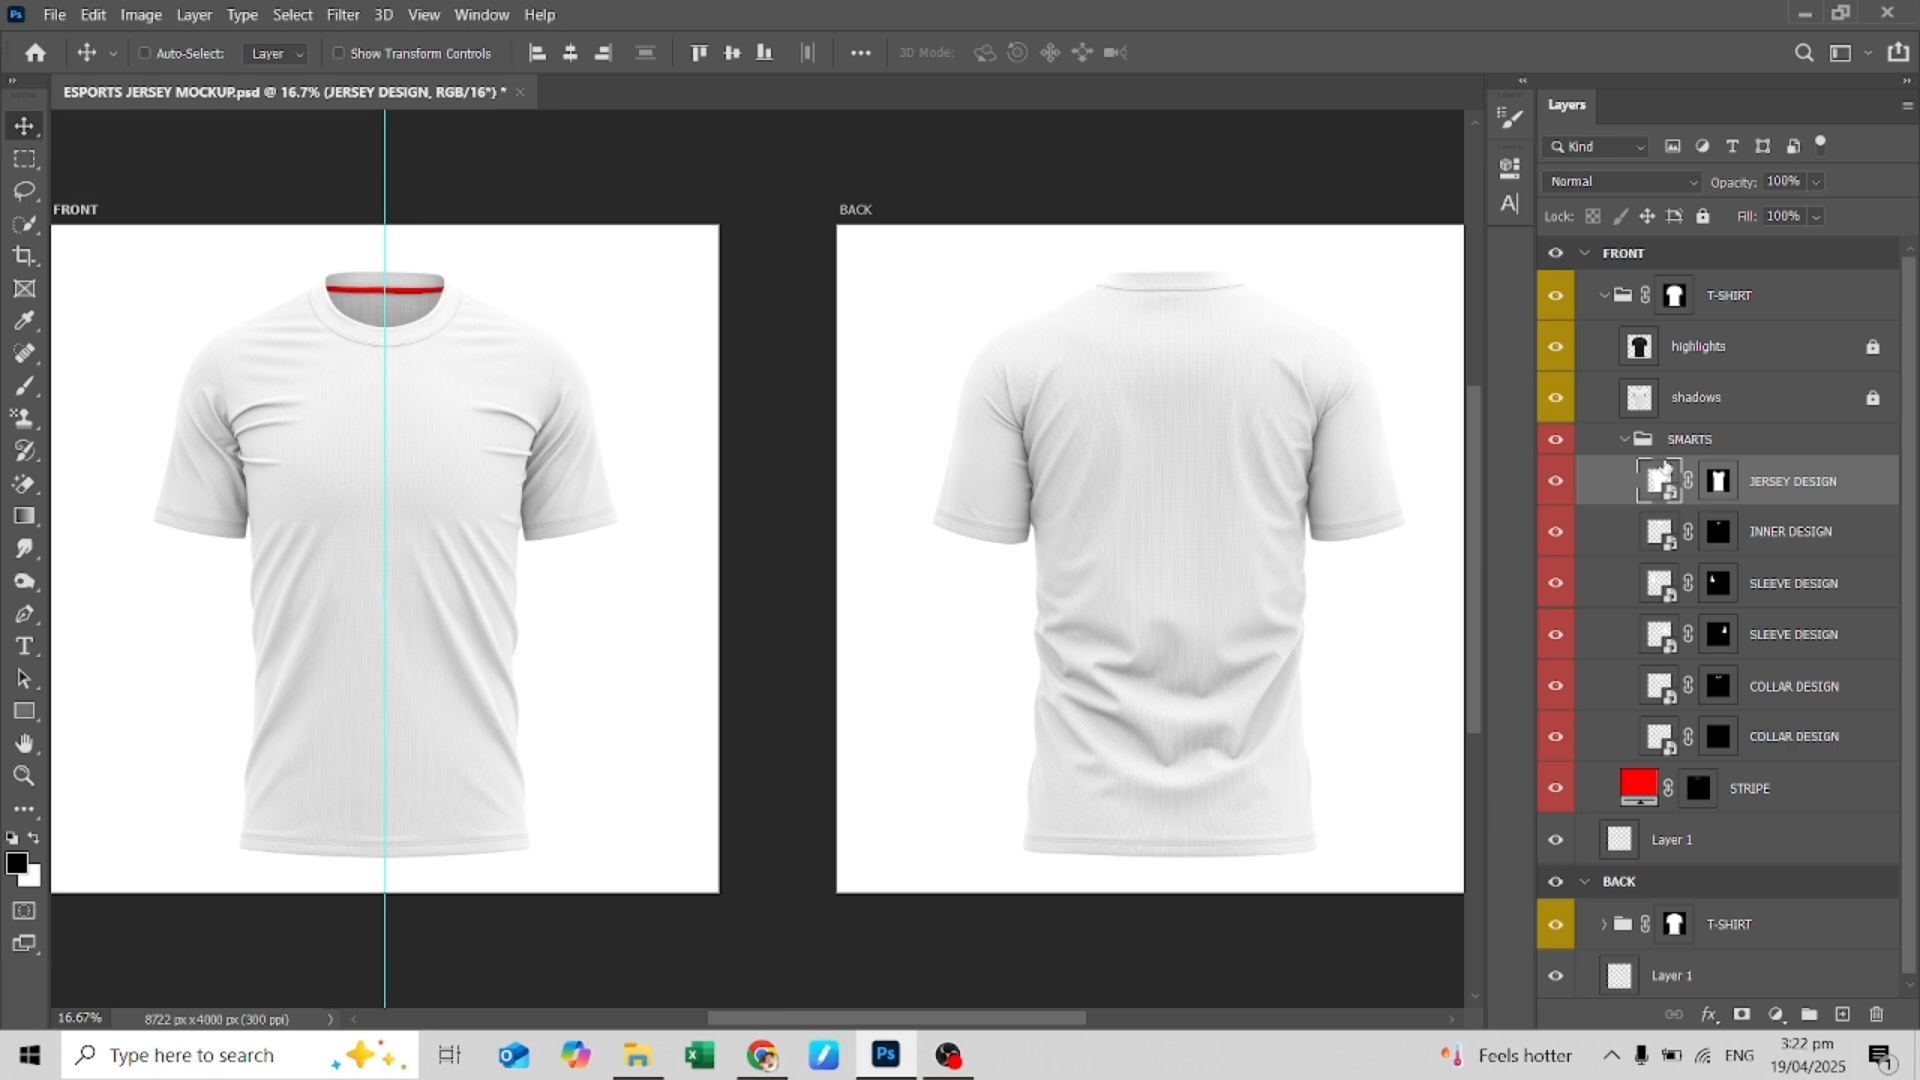 Ps File Edit Image Layer Type Select Filter 3D View Window Help
Auto-Select: Layer Show Transform Controls 3D Mode:
ESPORTS JERSEY MOCKUP.psd @ 16.7% (JERSEY DESIGN, RGB/16*) *
Layers
Kind
Normal Opacity: 100%
Lock: Fill: 100%
FRONT
BACK
FRONT
T-SHIRT
highlights
shadows
SMARTS
JERSEY DESIGN
INNER DESIGN
SLEEVE DESIGN
SLEEVE DESIGN
COLLAR DESIGN
COLLAR DESIGN
STRIPE
Layer 1
BACK
T-SHIRT
Layer 1
16.67% 8722 px x 4000 px (300 ppi)
Type here to search
Ps
Feels hotter
ENG
3:22 pm
19/04/2025
1